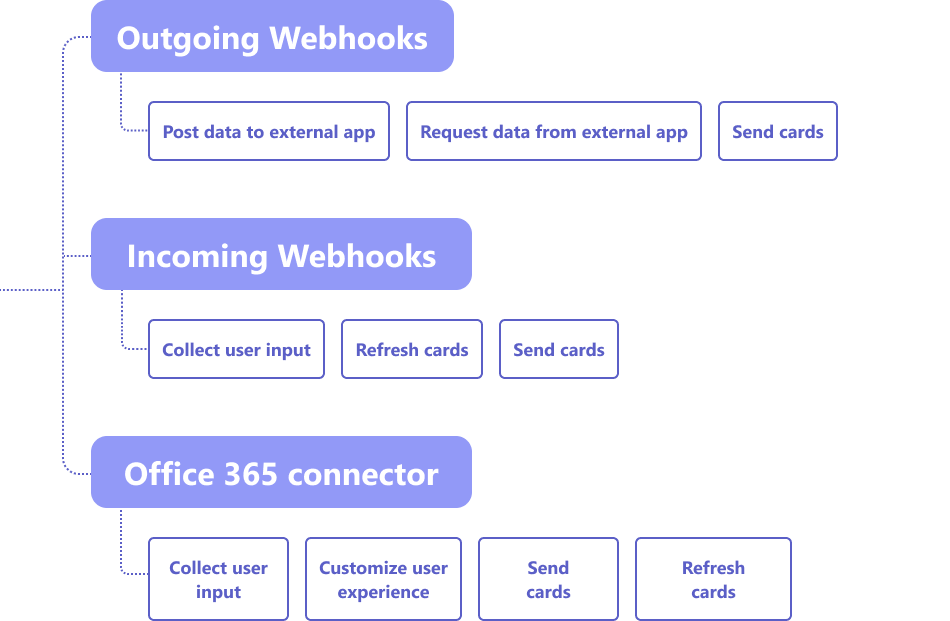 Outgoing Webhooks
Post data to external app
Request data from external app
Send cards
Incoming Webhooks
Collect user input
Refresh cards
Send cards
Office 365 connector
Collect user
input
Customize user
experience
Send
cards
Refresh
cards